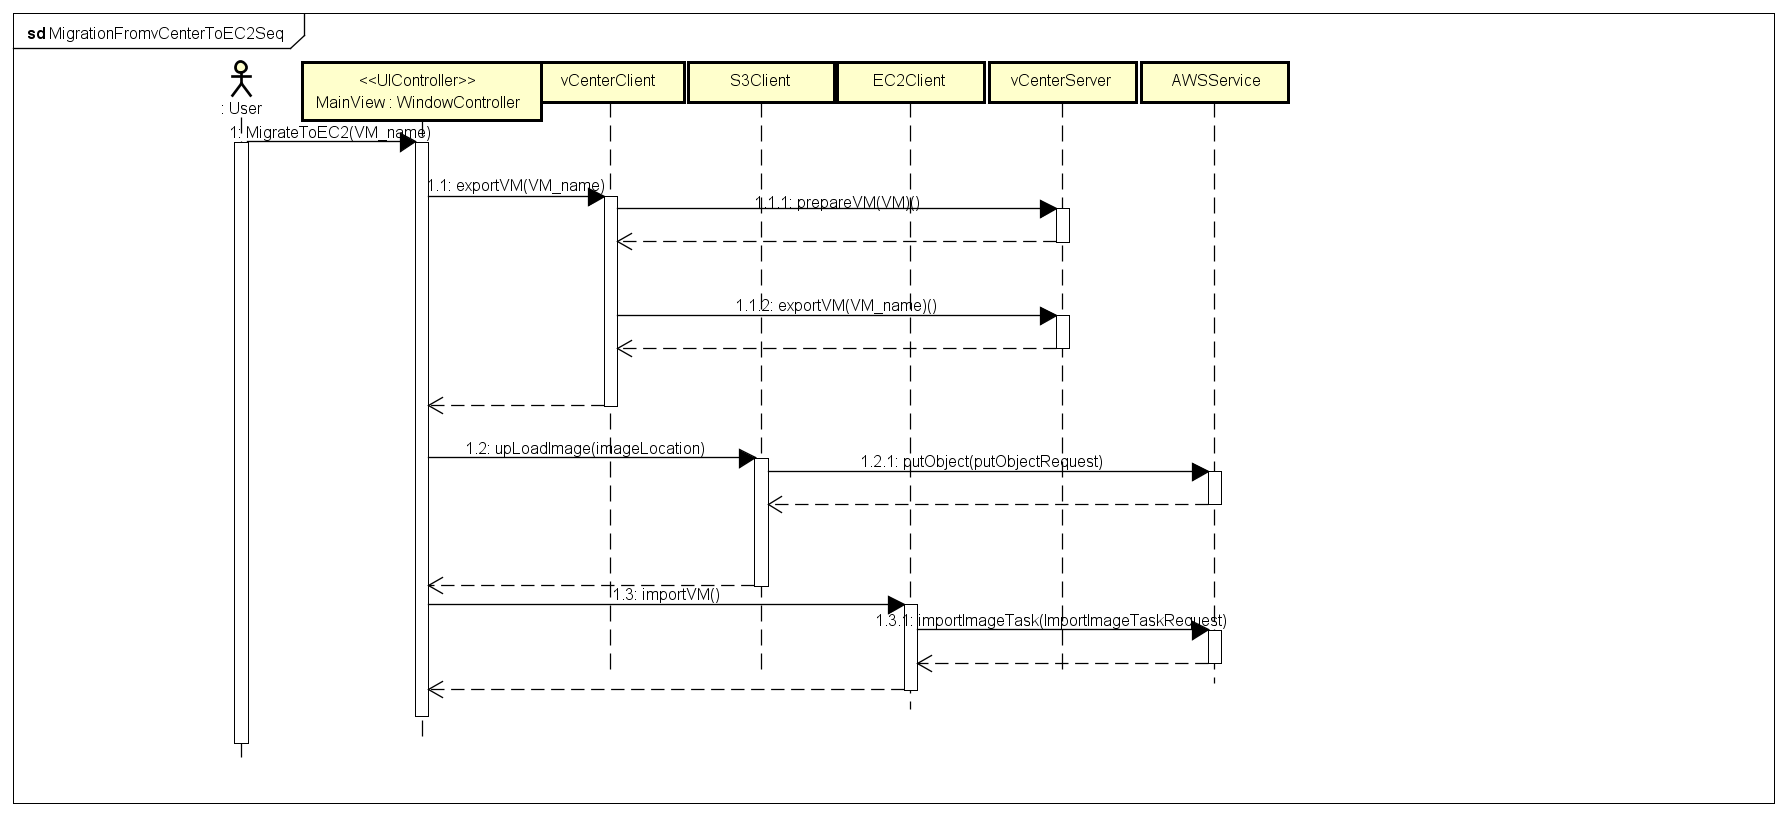 sd MigrationFromvCenterToEC2Seq
: User
<<UIController>>
MainView : WindowController
vCenterClient
S3Client
EC2Client
vCenterServer
AWSService
1: MigrateToEC2(VM_name)
1.1: exportVM(VM_name)
1.1.1: prepareVM(VM)()
1.1.2: exportVM(VM_name)()
1.2: upLoadImage(imageLocation)
1.2.1: putObject(putObjectRequest)
1.3: importVM()
1.3.1: importImageTask(ImportImageTaskRequest)